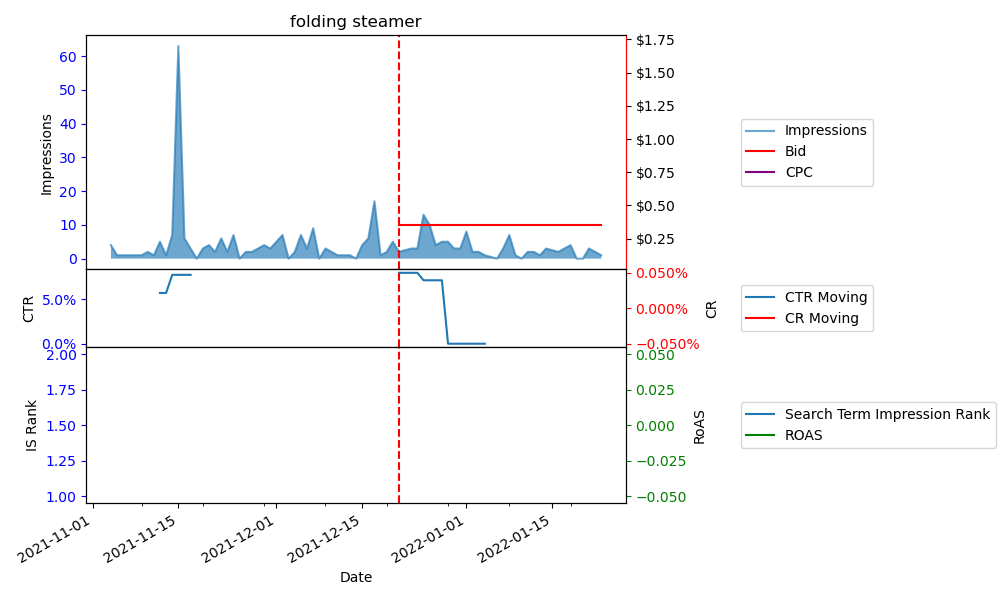 folding steamer
Impressions
60
50
40
30
20
10
0
$1.75
$1.50
$1.25
$1.00
$0.75
$0.50
$0.25
Impressions
Bid
CPC
CTR
5.0%
0.0%
0.050%
0.000%
−0.050%
CR
CTR Moving
CR Moving
IS Rank
2.00
1.75
1.50
1.25
1.00
0.050
0.025
0.000
−0.025
−0.050
RoAS
Search Term Impression Rank
ROAS
2021-11-01
2021-11-15
2021-12-01
2021-12-15
2022-01-01
2022-01-15
Date